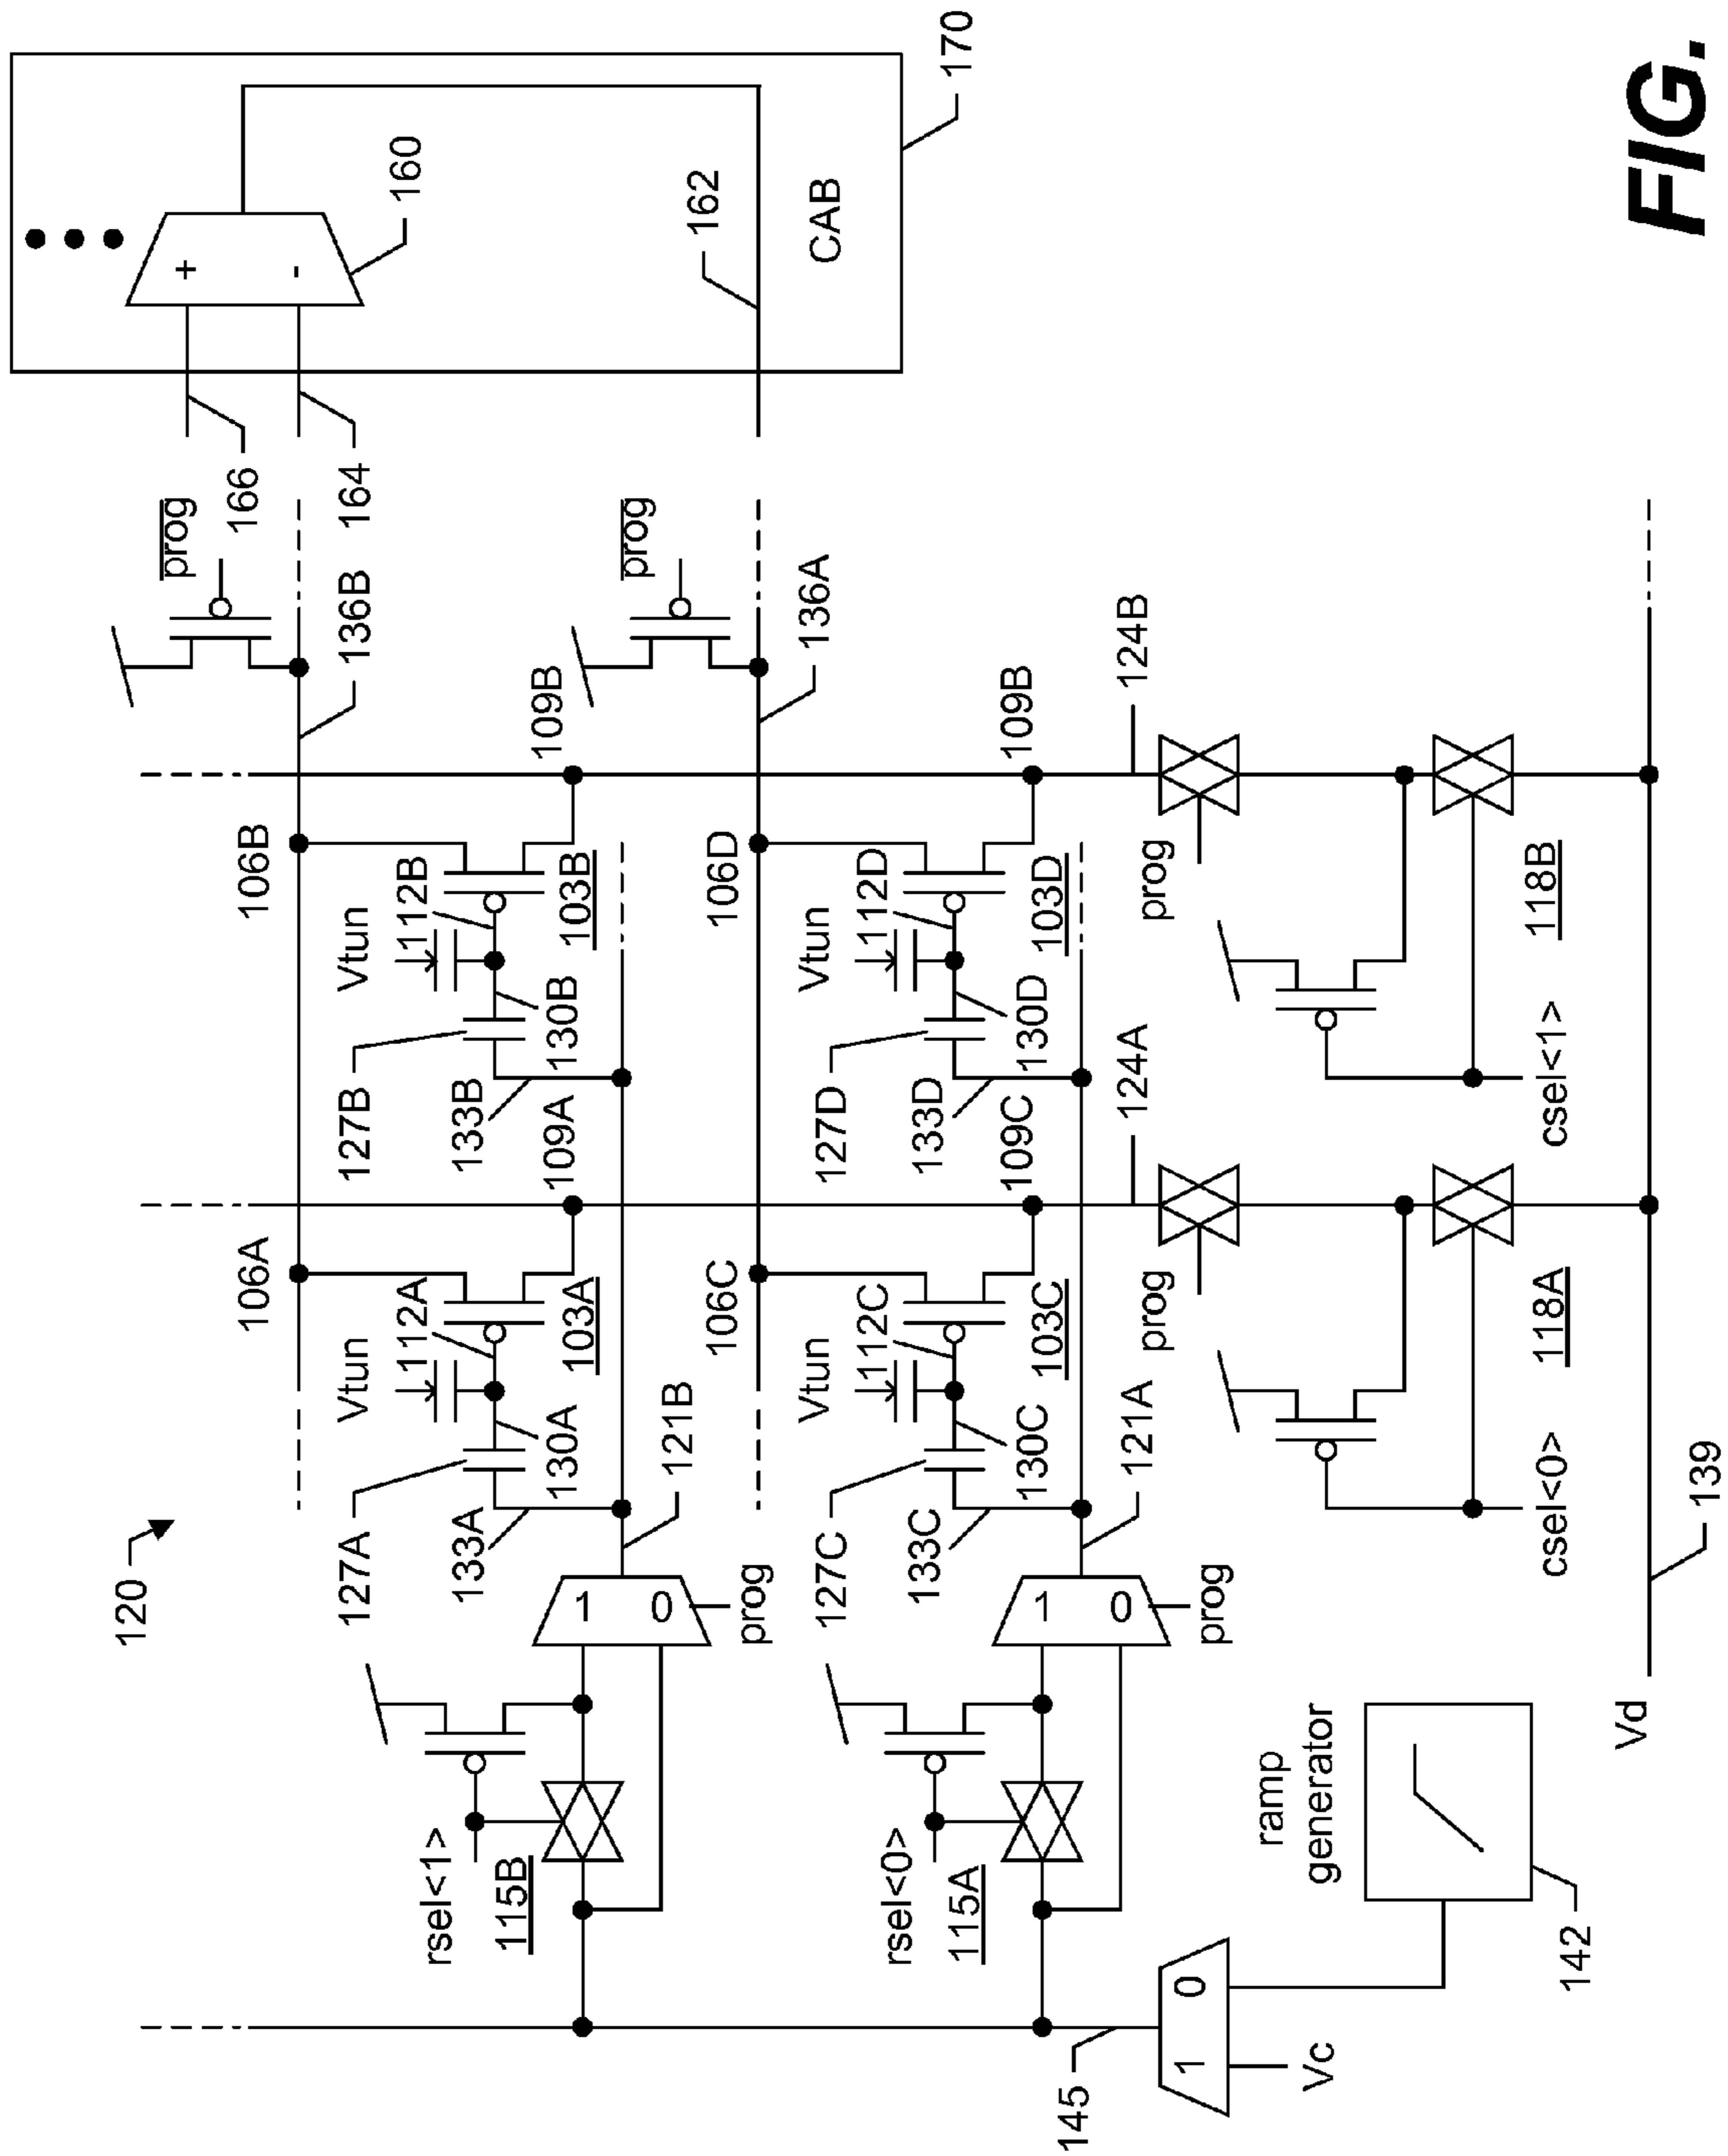 120
170
160
+
-
162
CAB
prog
166
164
136B
106A
106B
Vtun
112A
Vtun
112B
127A
130A
103A
127B
130B
103B
133A
109A
133B
109B
121B
rsel<1>
115B
1
0
prog
prog
136A
106C
106D
Vtun
112C
Vtun
112D
127C
130C
103C
127D
130D
103D
133C
109C
133D
109B
121A
rsel<0>
115A
1
0
prog
124A
124B
prog
prog
145
1
0
Vc
ramp
generator
142
118A
118B
csel<0>
csel<1>
Vd
139
FIG.